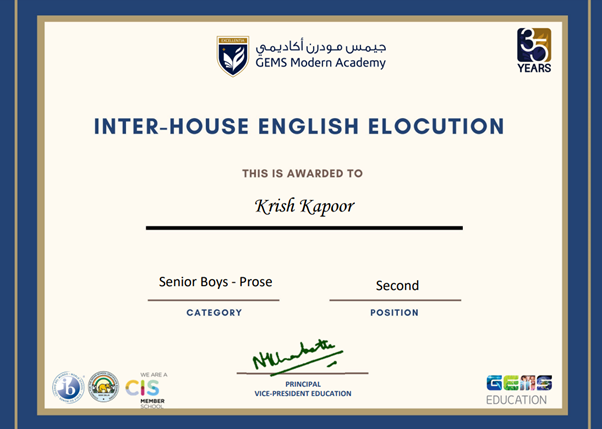 جيمس مودرن أكاديمي
GEMS Modern Academy
35
YEARS
INTER-HOUSE ENGLISH ELOCUTION
THIS IS AWARDED TO
Krish Kapoor
Senior Boys - Prose
Second
CATEGORY
POSITION
PRINCIPAL
VICE-PRESIDENT EDUCATION
WE ARE A
CIS
MEMBER
SCHOOL
GEMS
EDUCATION